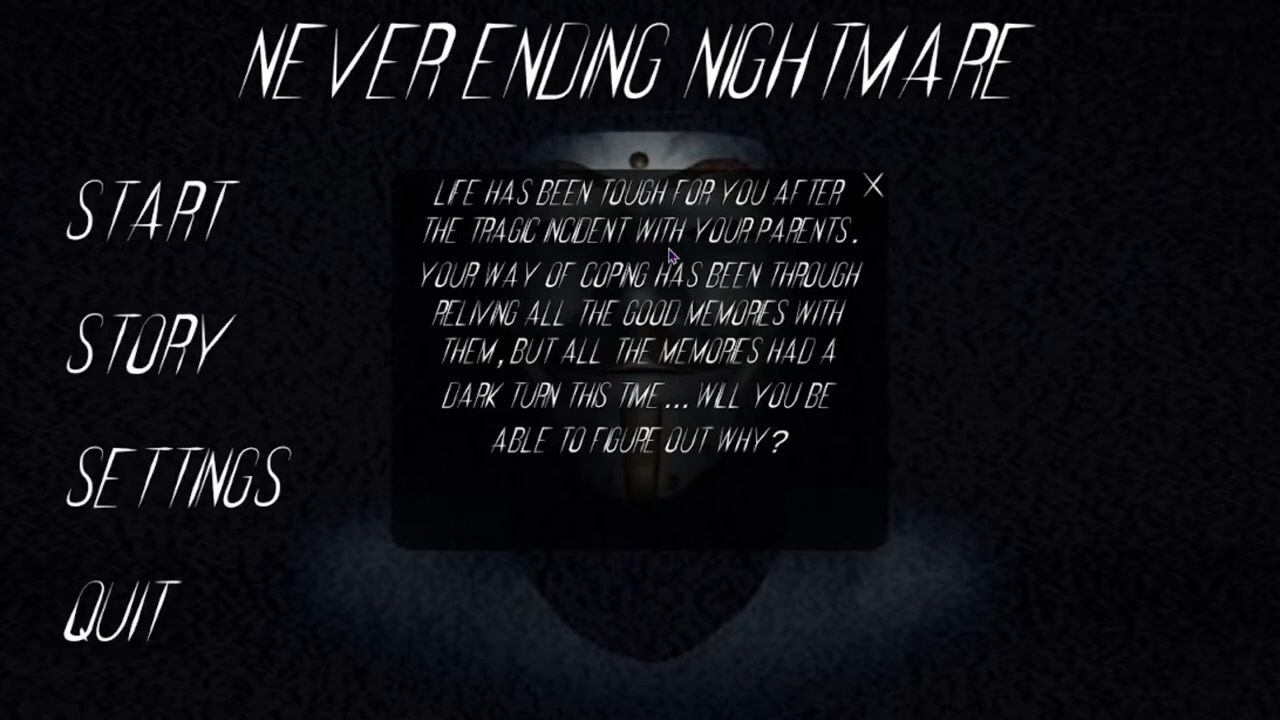 NEVER ENDING NIGHTMARE
START
STORY
SETTINGS
QUIT
X
LIFE HAS BEEN TOUGH FOR YOU AFTER
THE TRAGIC INCIDENT WITH YOUR PARENTS.
YOUR WAY OF COPING HAS BEEN THROUGH
RELIVING ALL THE GOOD MEMORIES WITH
THEM, BUT ALL THE MEMORIES HAD A
DARK TURN THIS TIME... WILL YOU BE
ABLE TO FIGURE OUT WHY?